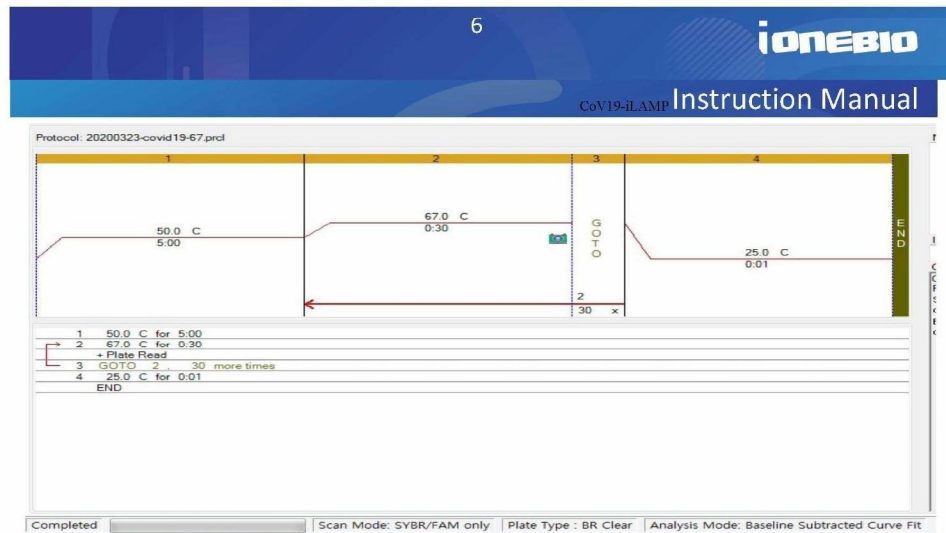 6
ionebio
CoV19-iLAMP Instruction Manual
Protocol: 20200323-covid19-67.prcl
1 2 3 4
67.0 C
0:30
50.0 C
5:00
GOTO
25.0 C
0:01
END
2
30 x
1 50.0 C for 5:00
2 67.0 C for 0:30
+ Plate Read
3 GOTO 2 , 30 more times
4 25.0 C for 0:01
END
Completed Scan Mode: SYBR/FAM only Plate Type : BR Clear Analysis Mode: Baseline Subtracted Curve Fit